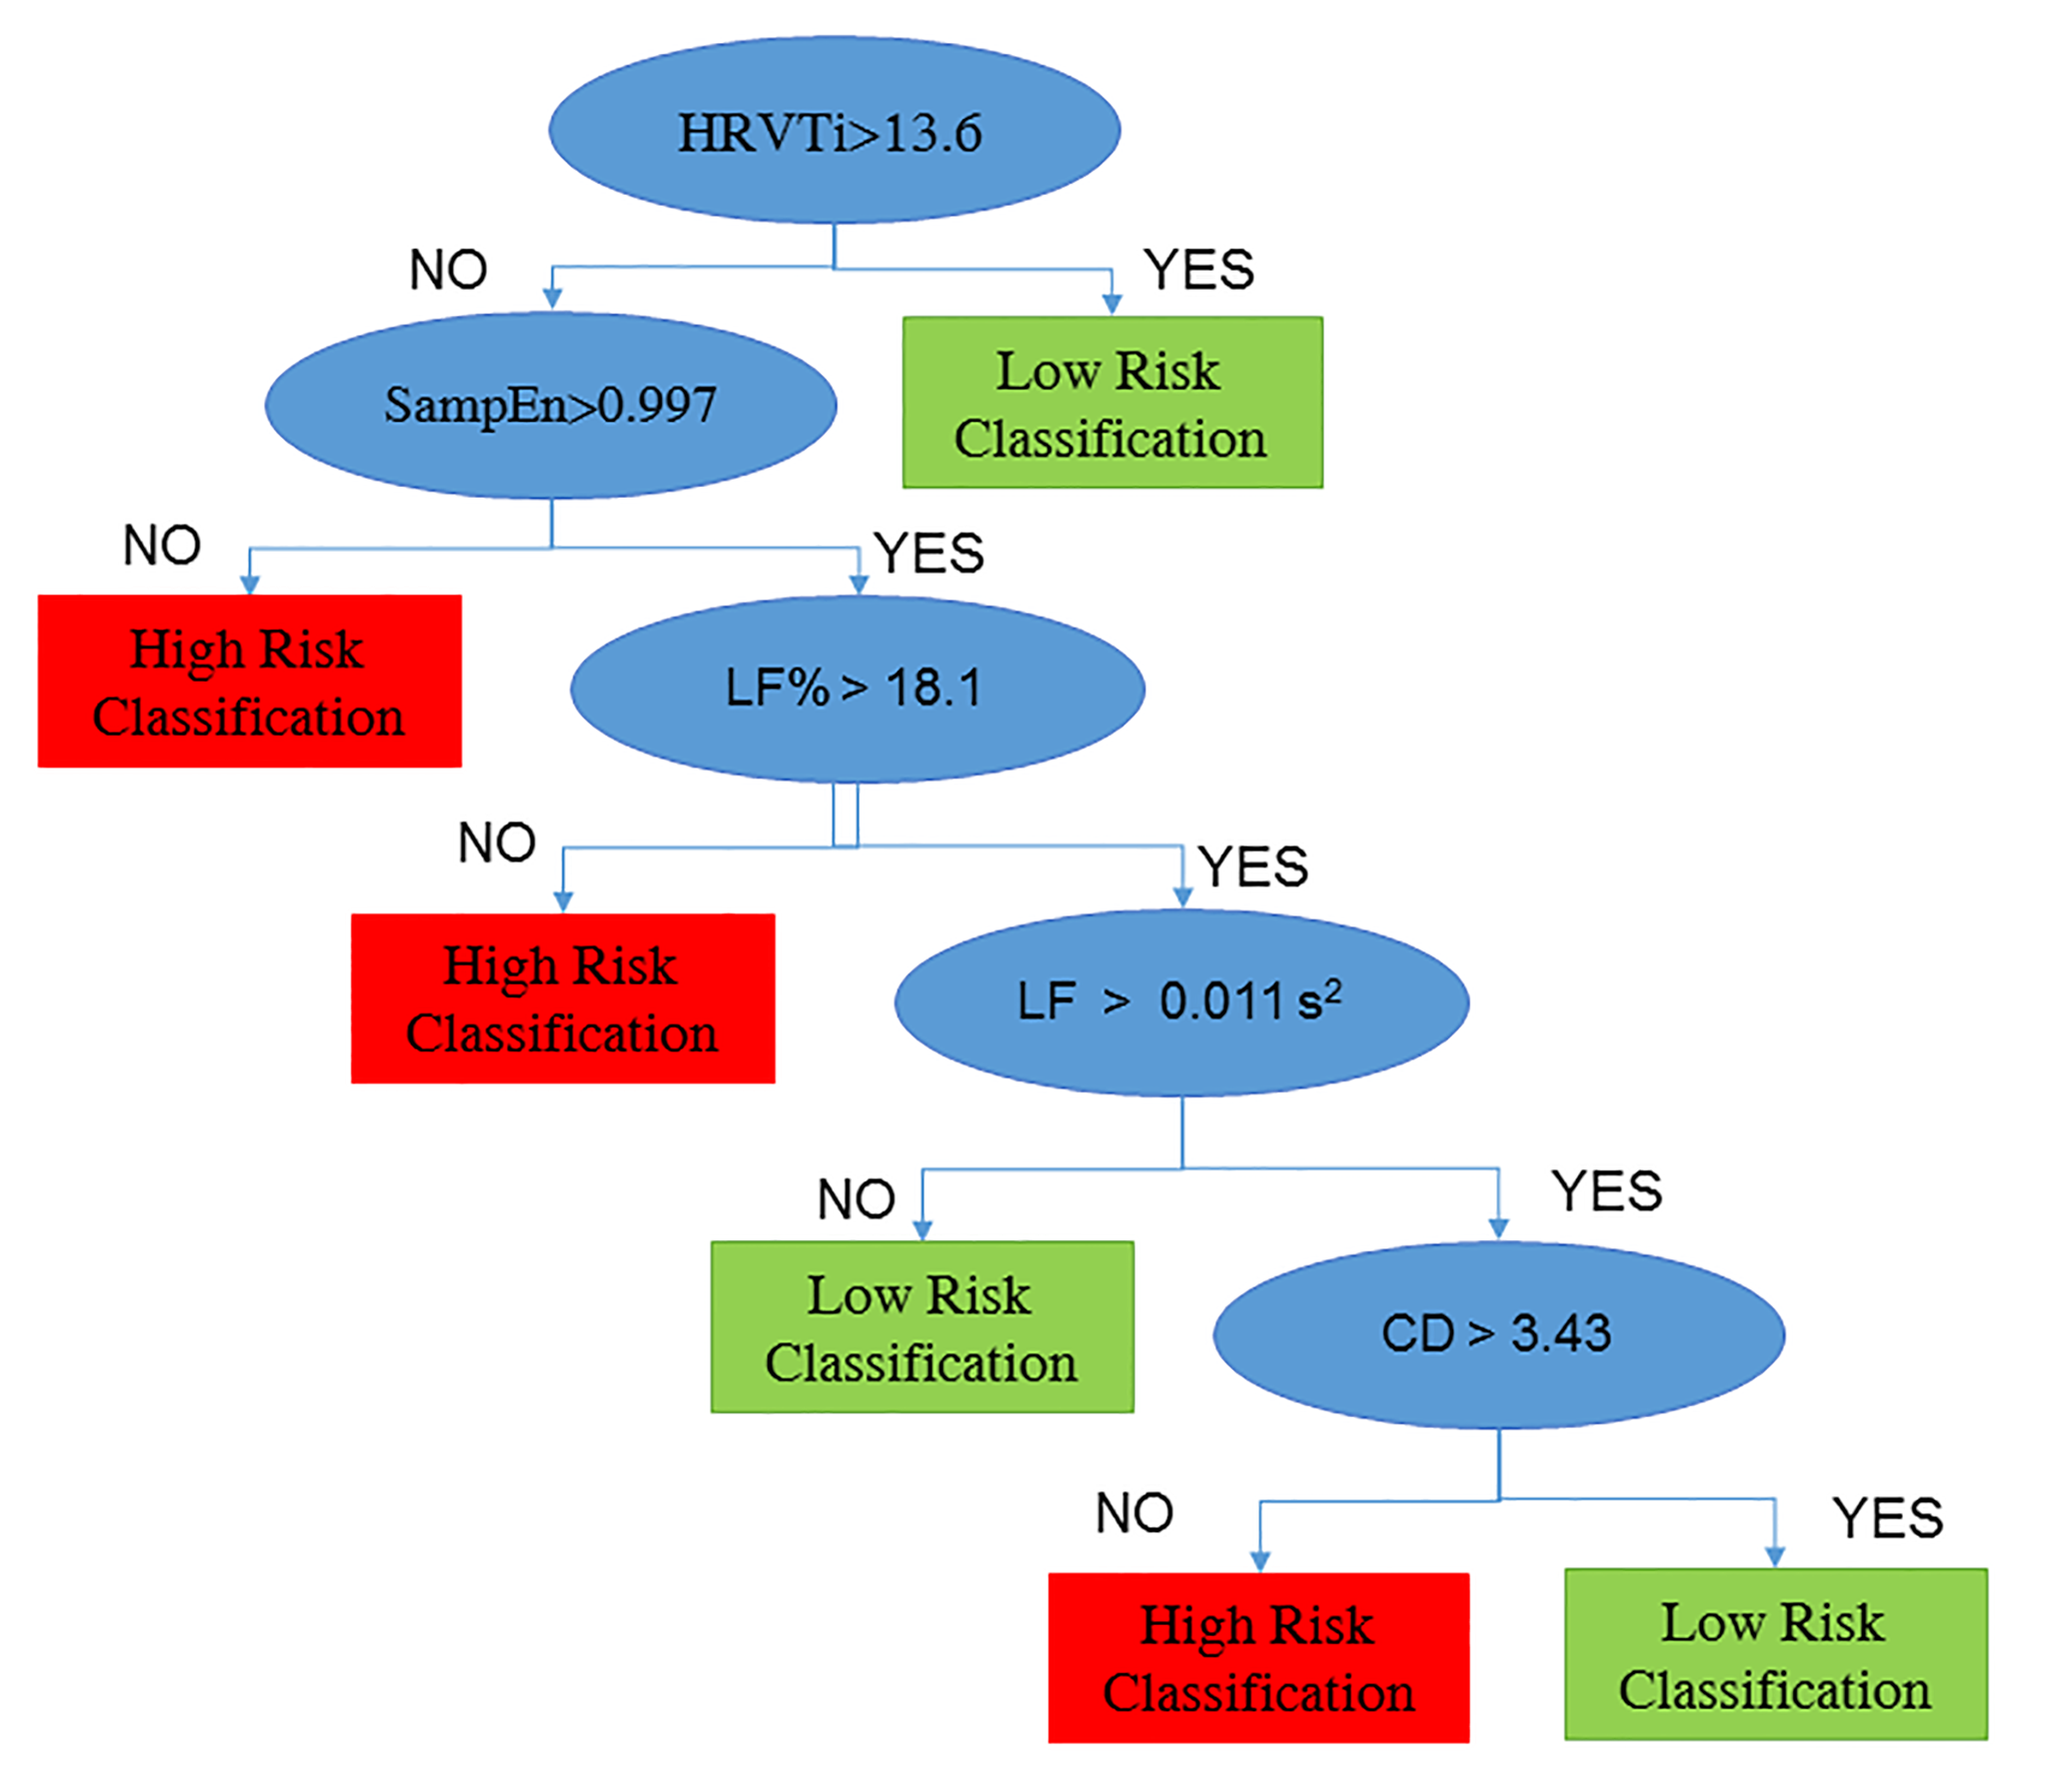 HRVTi>13.6
NO
YES
SampEn>0.997
Low Risk
Classification
NO
YES
High Risk
Classification
LF% > 18.1
NO
YES
High Risk
Classification
LF > 0.011 s²
NO
YES
Low Risk
Classification
CD > 3.43
NO
YES
High Risk
Classification
Low Risk
Classification